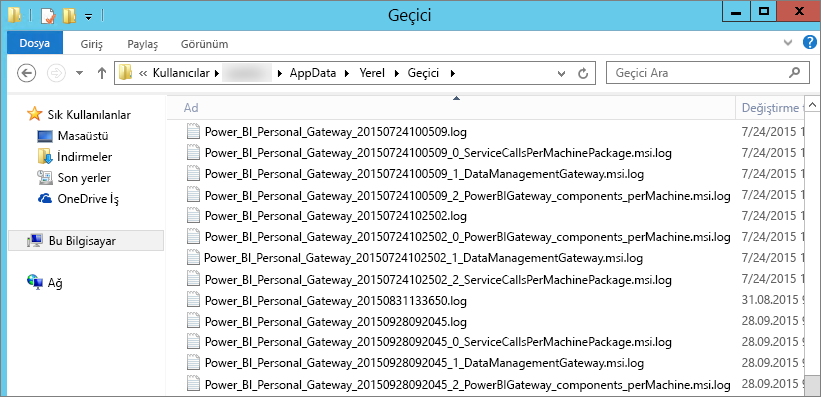 Geçici
Dosya Giriş Paylaş Görünüm
« Kullanıcılar AppData Yerel Geçici Geçici Ara
Ad Değiştirme
Sık Kullanılanlar
Masaüstü
İndirmeler
Son yerler
OneDrive İş
Bu Bilgisayar
Ağ
Power_BI_Personal_Gateway_20150724100509.log 7/24/2015 1
Power_BI_Personal_Gateway_20150724100509_0_ServiceCallsPerMachinePackage.msi.log 7/24/2015 1
Power_BI_Personal_Gateway_20150724100509_1_DataManagementGateway.msi.log 7/24/2015 1
Power_BI_Personal_Gateway_20150724100509_2_PowerBIGateway_components_perMachine.msi.log 7/24/2015 1
Power_BI_Personal_Gateway_20150724102502.log 7/24/2015 1
Power_BI_Personal_Gateway_20150724102502_0_PowerBIGateway_components_perMachine.msi.log 7/24/2015 1
Power_BI_Personal_Gateway_20150724102502_1_DataManagementGateway.msi.log 7/24/2015 1
Power_BI_Personal_Gateway_20150724102502_2_ServiceCallsPerMachinePackage.msi.log 7/24/2015 1
Power_BI_Personal_Gateway_20150831133650.log 31.08.2015 9
Power_BI_Personal_Gateway_20150928092045.log 28.09.2015 9
Power_BI_Personal_Gateway_20150928092045_0_ServiceCallsPerMachinePackage.msi.log 28.09.2015 9
Power_BI_Personal_Gateway_20150928092045_1_DataManagementGateway.msi.log 28.09.2015 9
Power_BI_Personal_Gateway_20150928092045_2_PowerBIGateway_components_perMachine.msi.log 28.09.2015 9